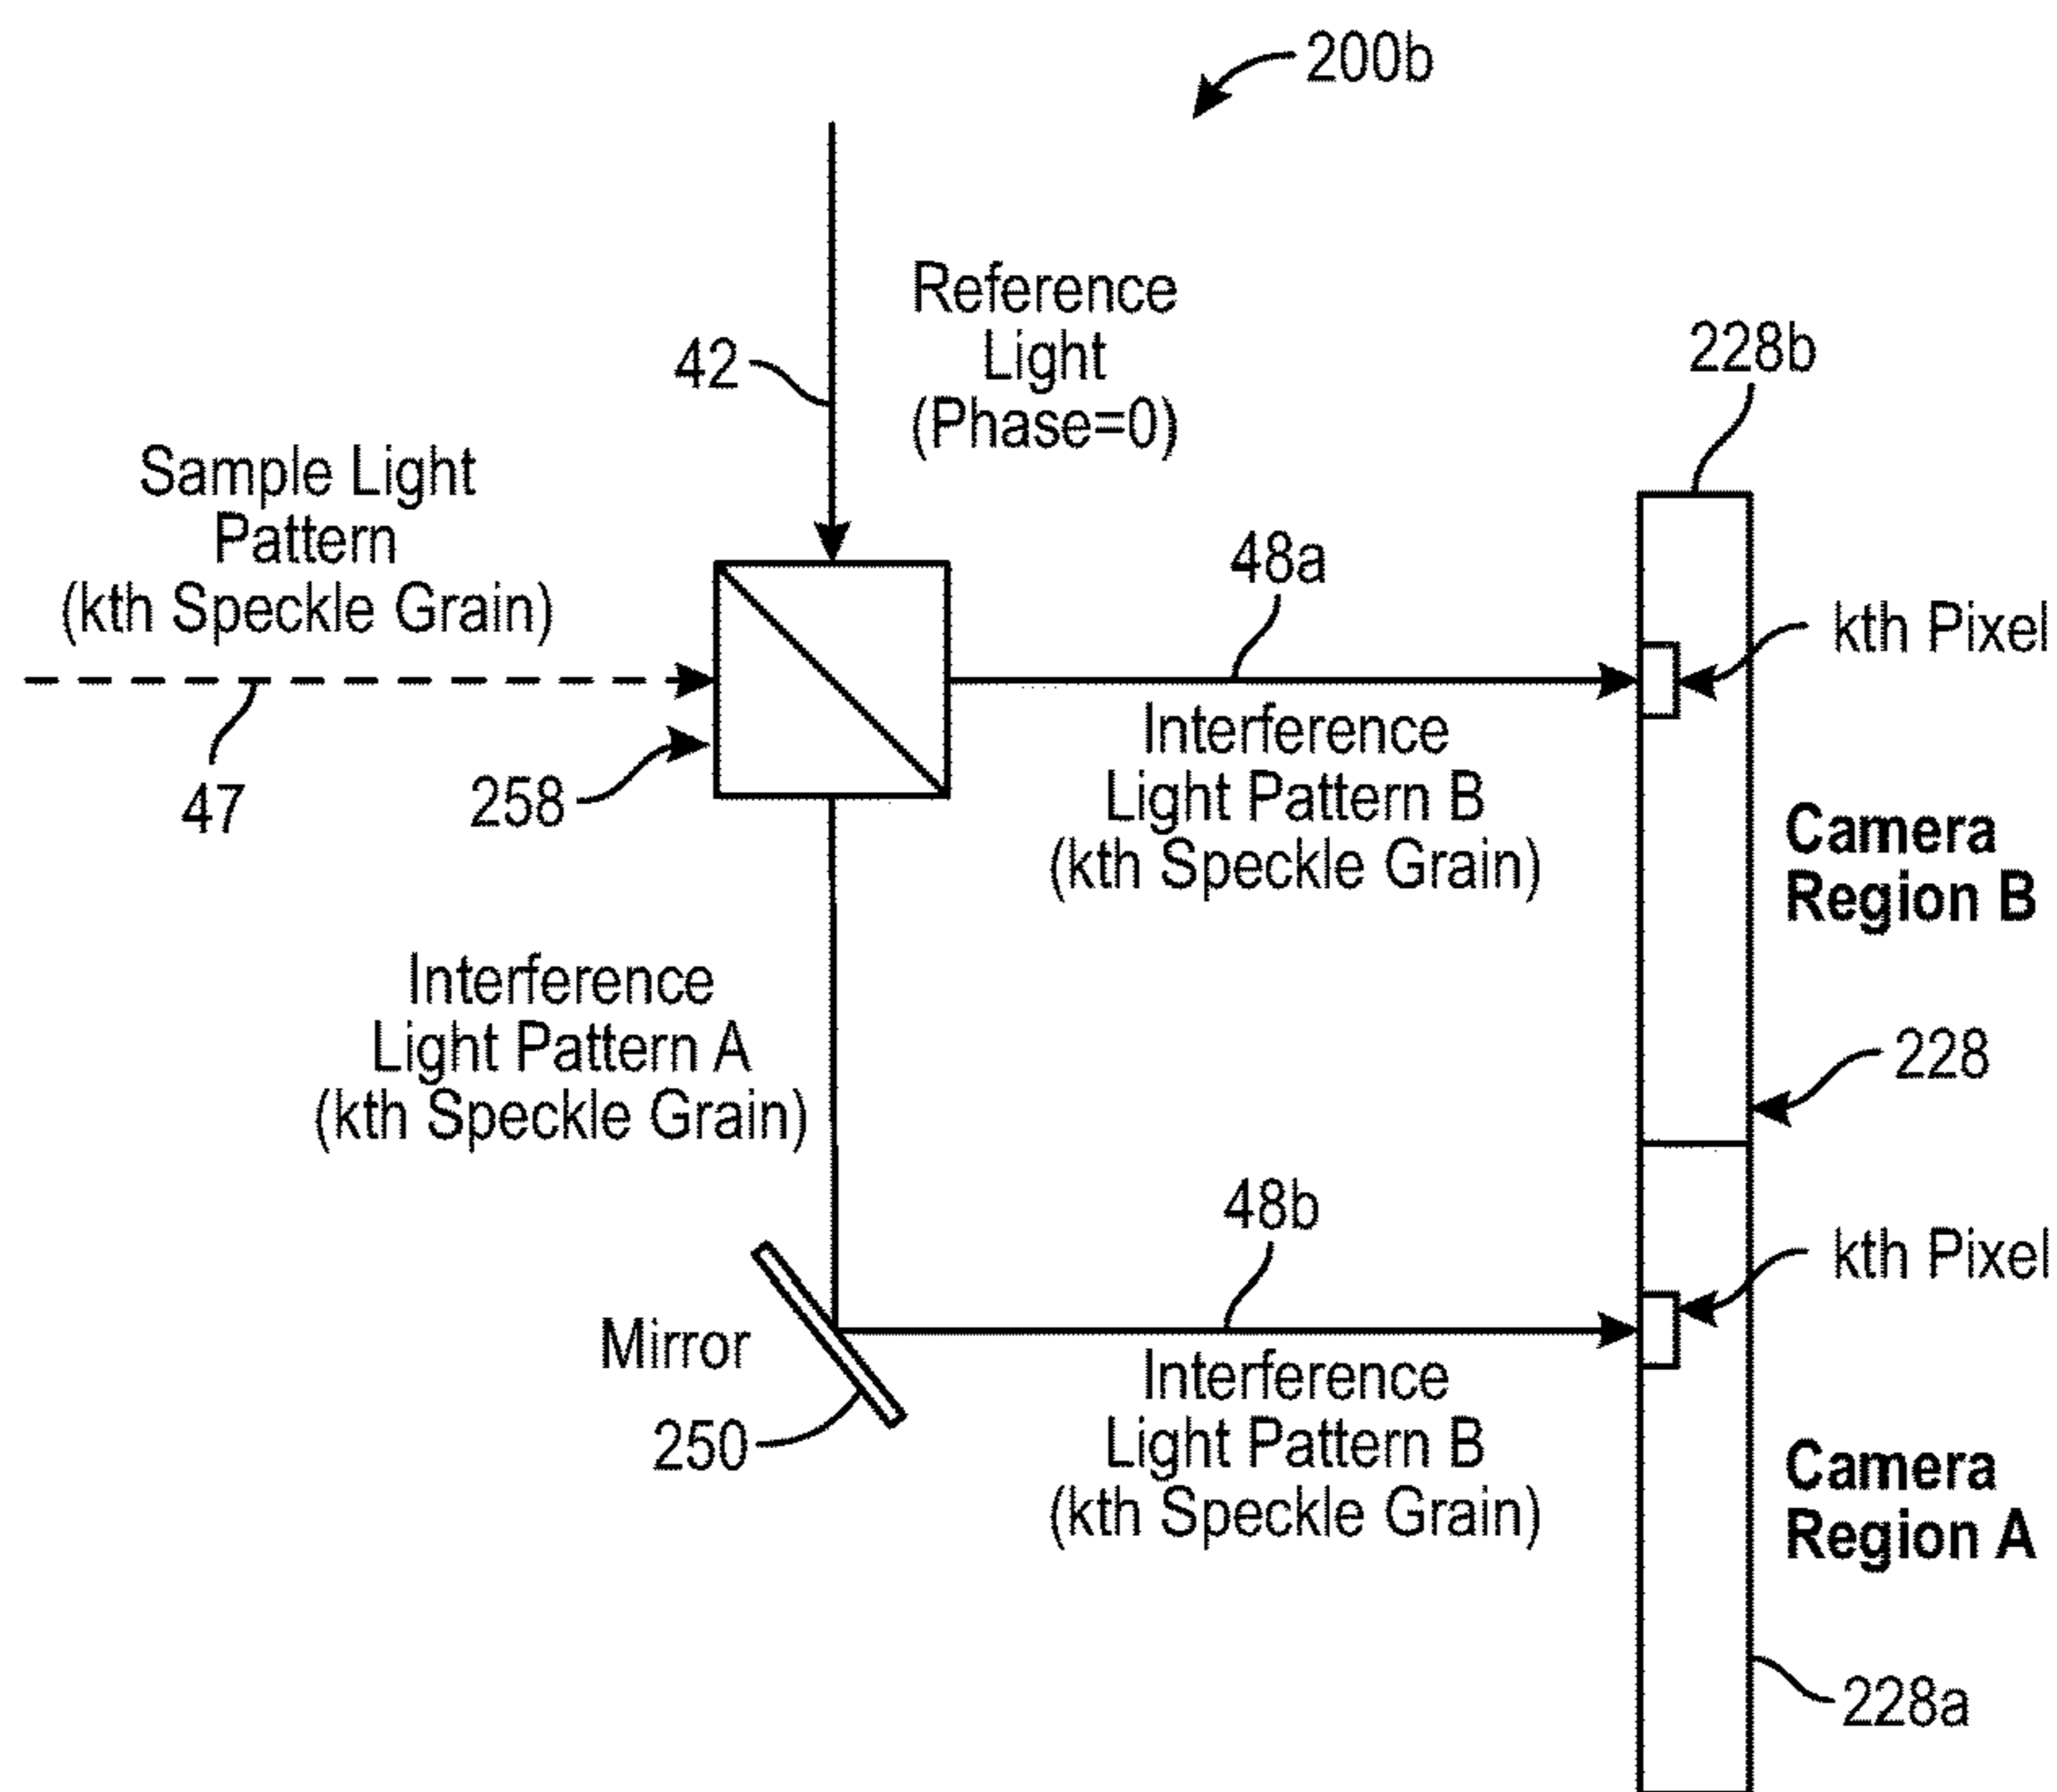 200b
Reference
Light
(Phase=0)
42
228b
Sample Light
Pattern
(kth Speckle Grain)
48a
kth Pixel
47
258
Interference
Light Pattern B
(kth Speckle Grain)
Camera
Region B
Interference
Light Pattern A
(kth Speckle Grain)
228
48b
kth Pixel
Mirror
250
Interference
Light Pattern B
(kth Speckle Grain)
Camera
Region A
228a